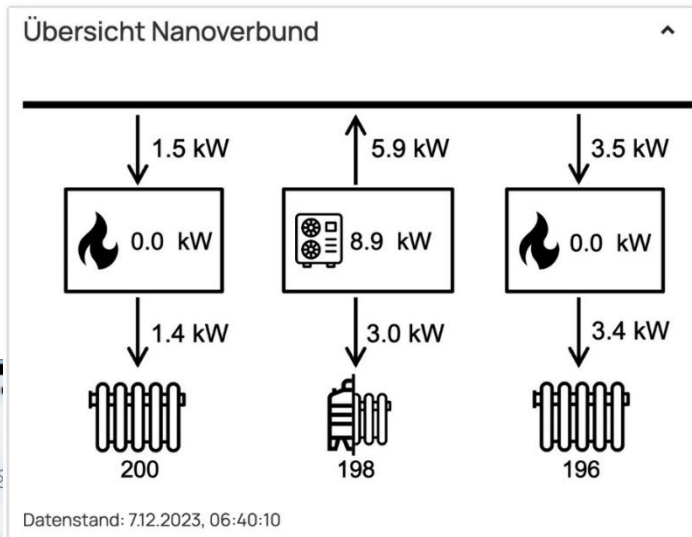 Übersicht Nanoverbund
1.5 kW
5.9 kW
3.5 kW
0.0 kW
8.9 kW
0.0 kW
1.4 kW
3.0 kW
3.4 kW
200
198
196
Datenstand: 7.12.2023, 06:40:10